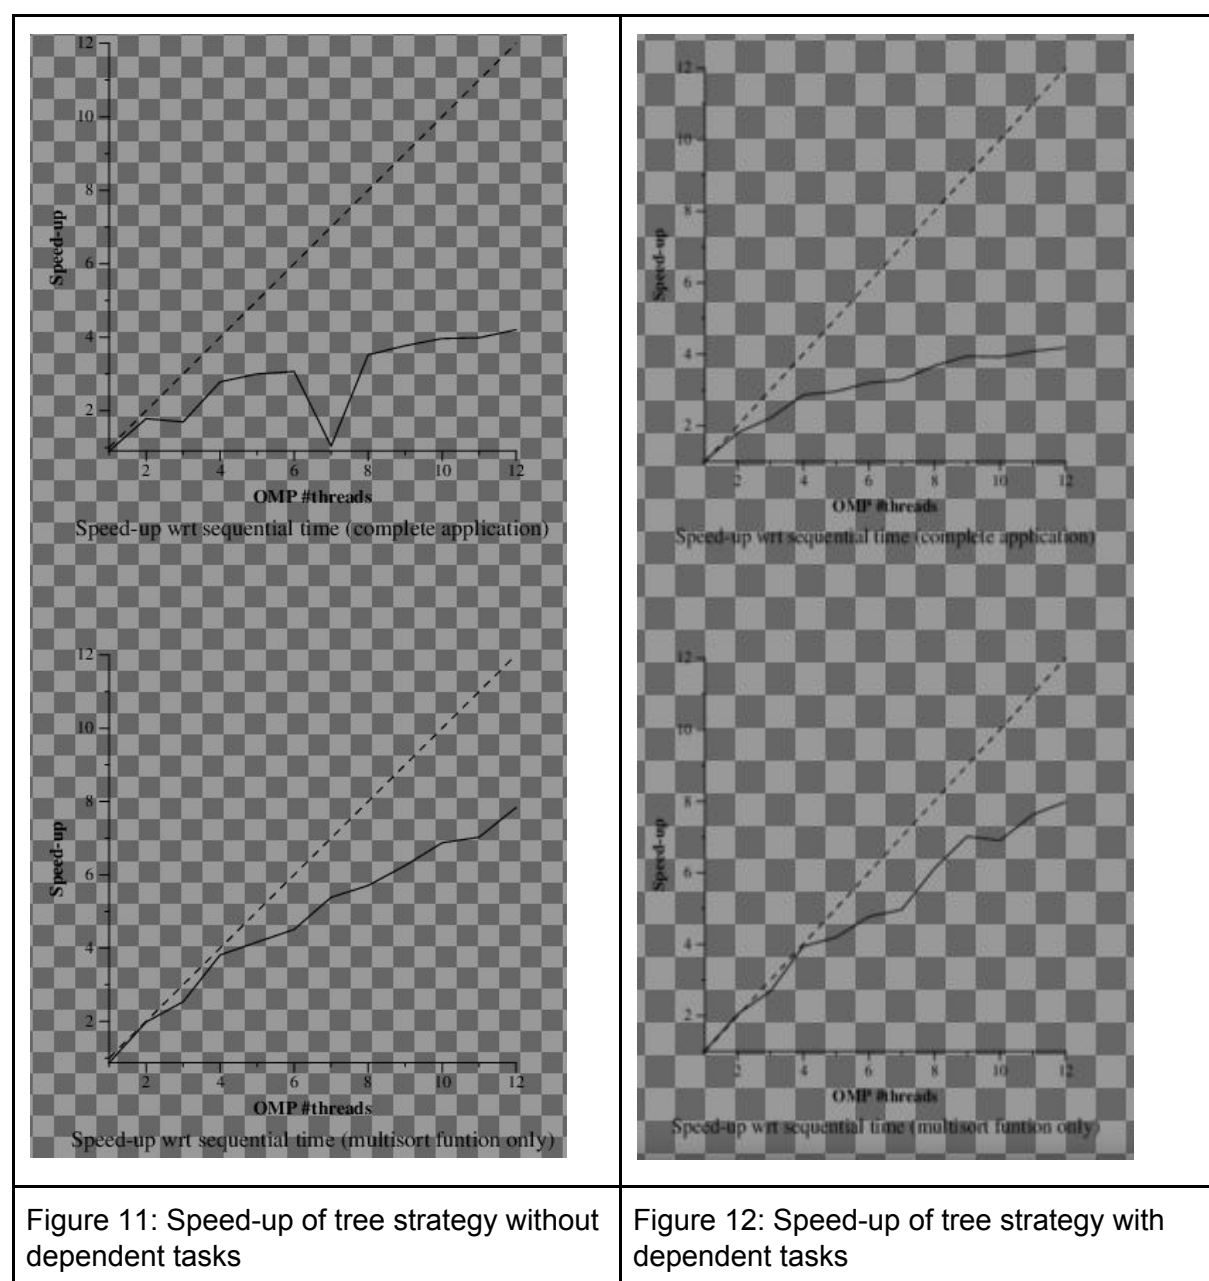 12
10
8
6
4
2
Speed-up
2 4 6 8 10 12
OMP #threads
Speed-up wrt sequential time (complete application)
12
10
8
6
4
2
Speed-up
2 4 6 8 10 12
OMP #threads
Speed-up wrt sequential time (multisort funtion only)
Figure 11: Speed-up of tree strategy without
dependent tasks
12
10
8
6
4
2
Speed-up
2 4 6 8 10 12
OMP #threads
Speed-up wrt sequential time (complete application)
12
10
8
6
4
2
Speed-up
2 4 6 8 10 12
OMP #threads
Speed-up wrt sequential time (multisort funtion only)
Figure 12: Speed-up of tree strategy with
dependent tasks